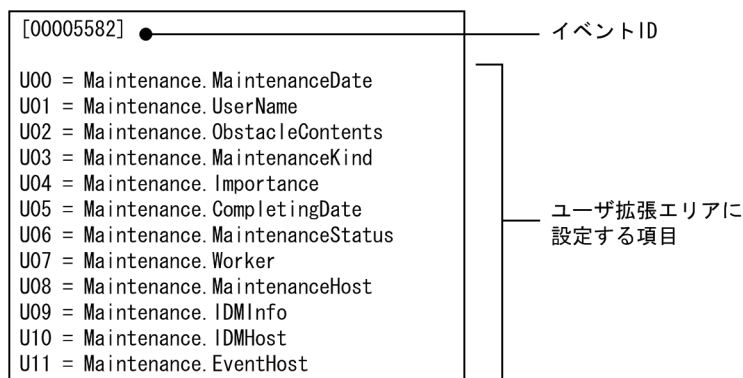 [00005582]
イベントID
U00 = Maintenance.MaintenanceDate
U01 = Maintenance.UserName
U02 = Maintenance.ObstacleContents
U03 = Maintenance.MaintenanceKind
U04 = Maintenance.Importance
U05 = Maintenance.CompletingDate
U06 = Maintenance.MaintenanceStatus
U07 = Maintenance.Worker
U08 = Maintenance.MaintenanceHost
U09 = Maintenance.IDMInfo
U10 = Maintenance.IDMHost
U11 = Maintenance.EventHost
ユーザ拡張エリアに
設定する項目